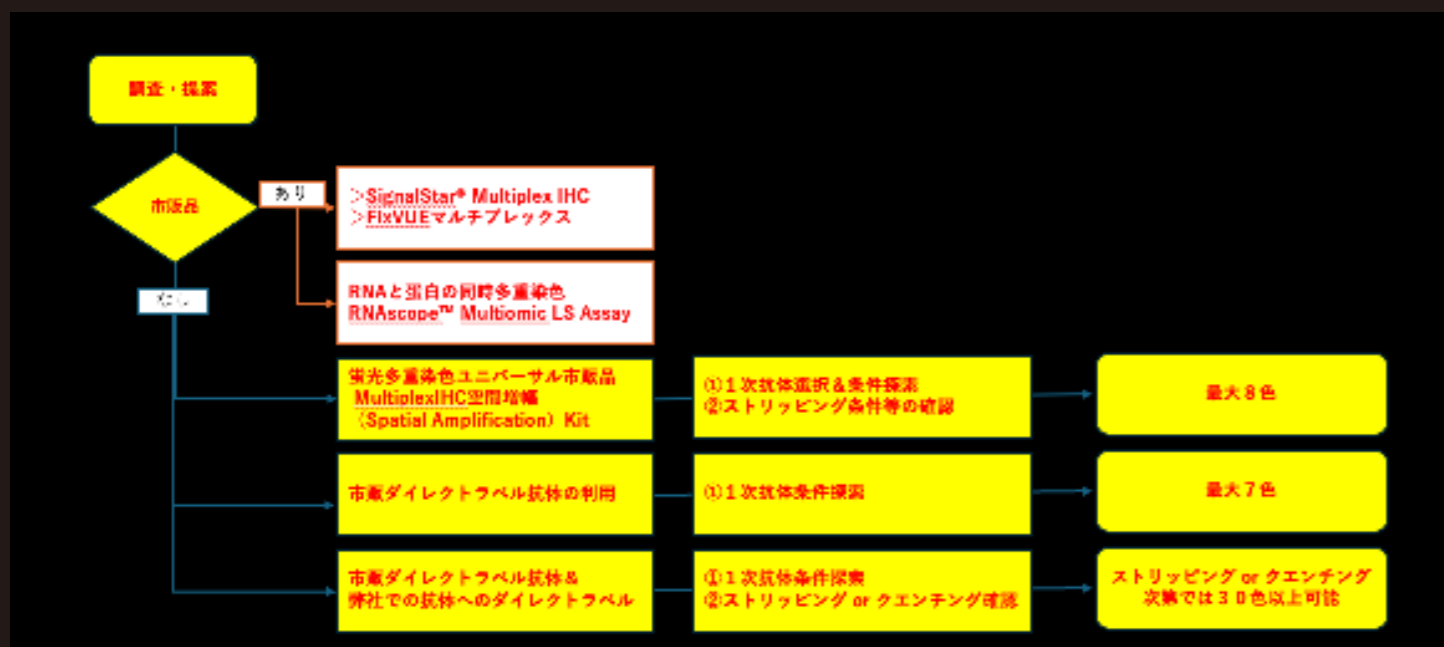 調査・提案
市販品
あり
なし
＞SignalStar® Multiplex IHC
＞FixVUEマルチプレックス
RNAと蛋白の同時多重染色
RNAscope™ Multiomic LS Assay
蛍光多重染色ユニバーサル市販品
MultiplexIHC空間増幅
（Spatial Amplification）Kit
①１次抗体選択＆条件探索
②ストリッピング条件等の確認
最大８色
市販ダイレクトラベル抗体の利用
①１次抗体条件探索
最大７色
市販ダイレクトラベル抗体＆
弊社での抗体へのダイレクトラベル
①１次抗体条件探索
②ストリッピング or クエンチング確認
ストリッピング or クエンチング
次第では３０色以上可能